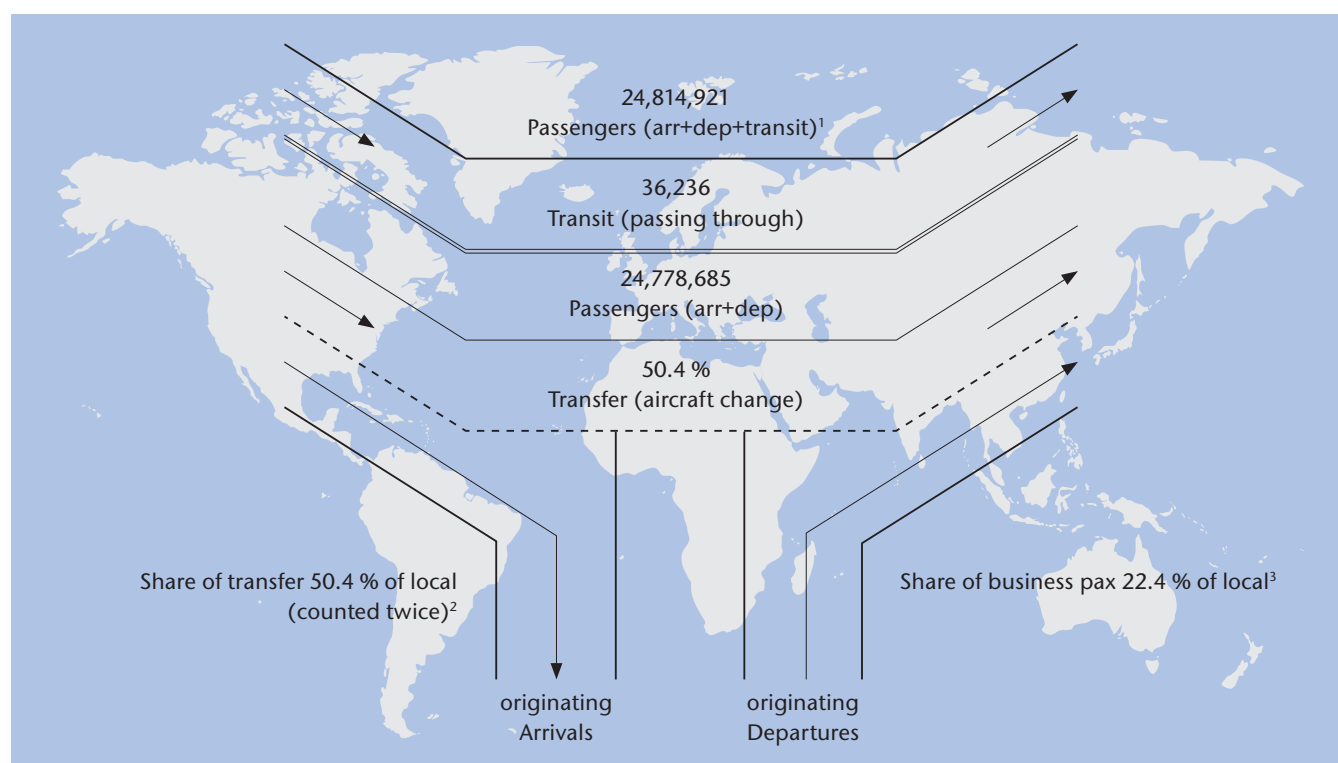 24,814,921
Passengers (arr+dep+transit)¹
36,236
Transit (passing through)
24,778,685
Passengers (arr+dep)
50.4 %
Transfer (aircraft change)
Share of transfer 50.4 % of local
(counted twice)²
Share of business pax 22.4 % of local³
originating
Arrivals
originating
Departures